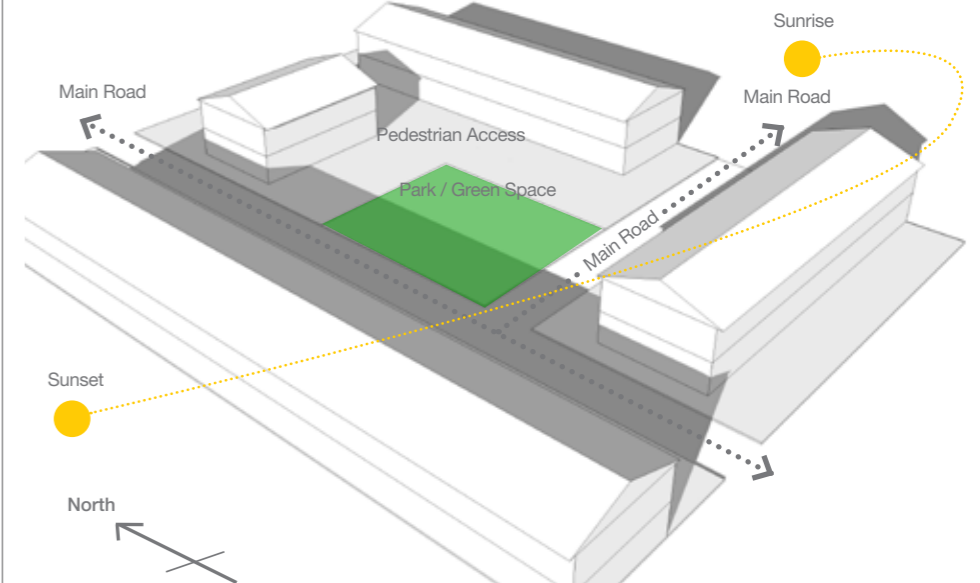 Sunrise
Main Road
Main Road
Pedestrian Access
Park / Green Space
Main Road
Sunset
North